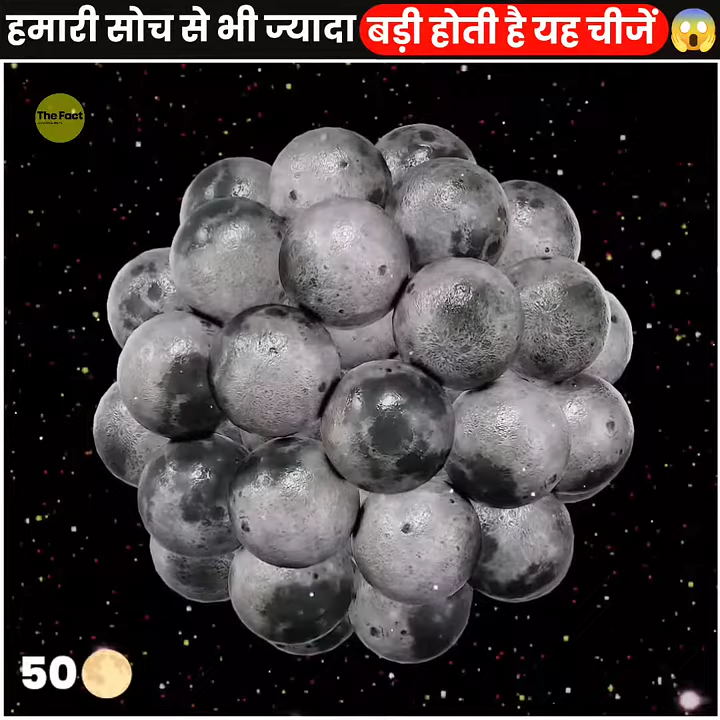 हमारी सोच से भी ज्यादा बड़ी होती है यह चीजें
The Fact
50